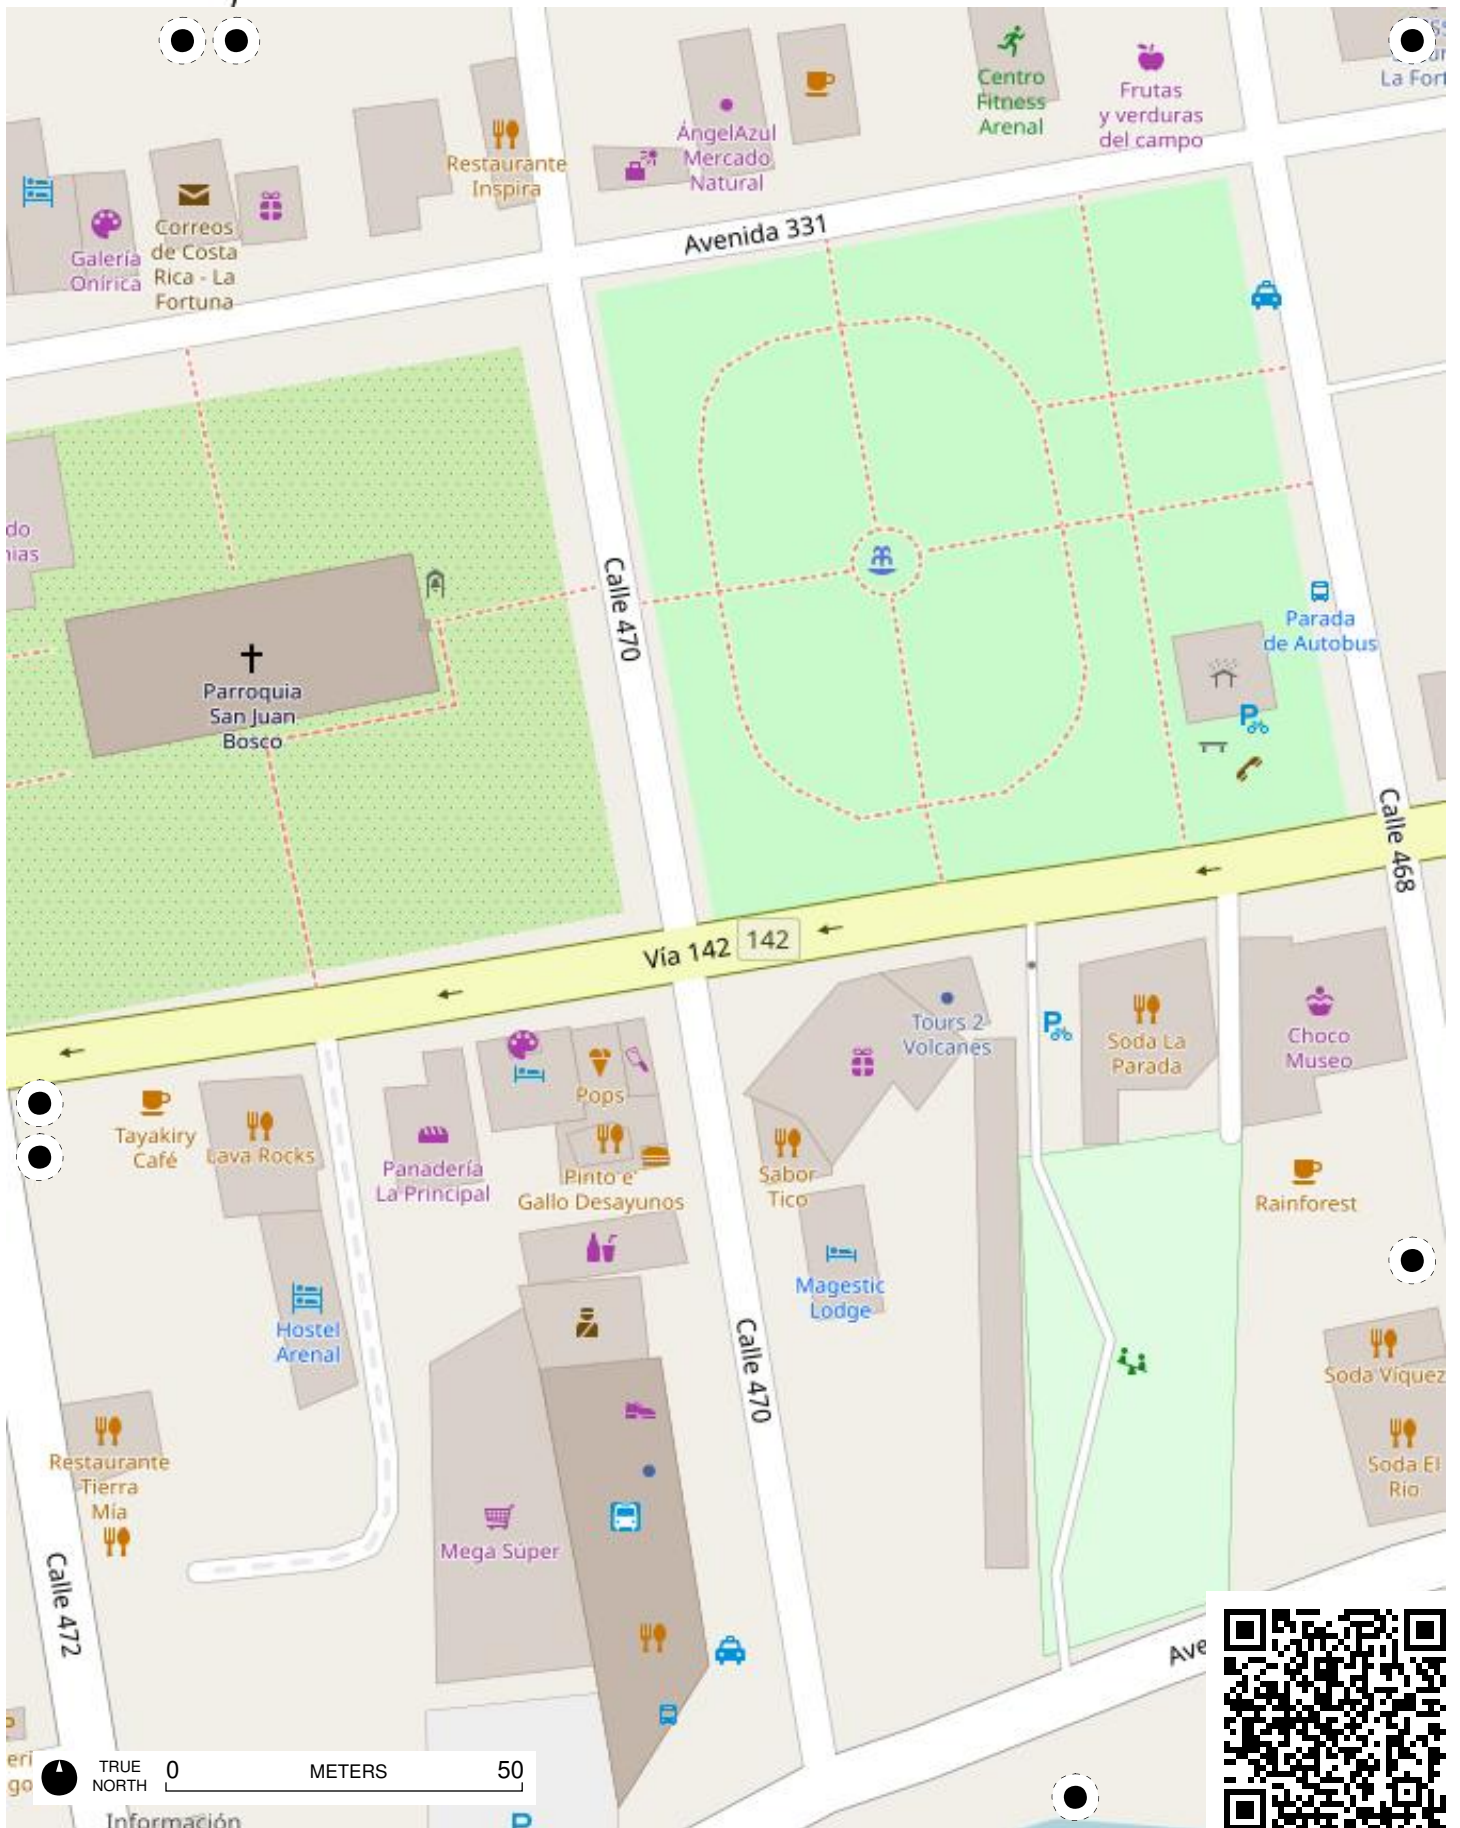 Centro
Fitness
Arenal
Frutas
y verduras
del campo
La Fort
ÁngelAzul
Mercado
Natural
Restaurante
Inspira
Correos
de Costa
Rica - La
Fortuna
Galería
Onírica
Avenida 331
do
nias
Calle 470
Parada
de Autobus
Parroquia
San Juan
Bosco
P
Calle 468
Vía 142
142
Tours 2
Volcanes
P
Soda La
Parada
Choco
Museo
Pops
Tayakiry
Café
Lava Rocks
Panadería
La Principal
Pinto e'
Gallo Desayunos
Sabor
Tico
Rainforest
Magestic
Lodge
Hostel
Arenal
Calle 470
Soda Víquez
Restaurante
Tierra
Mía
Soda El
Río
Mega Súper
Calle 472
Ave
eri
go
TRUE
NORTH
0 METERS 50
Información
P